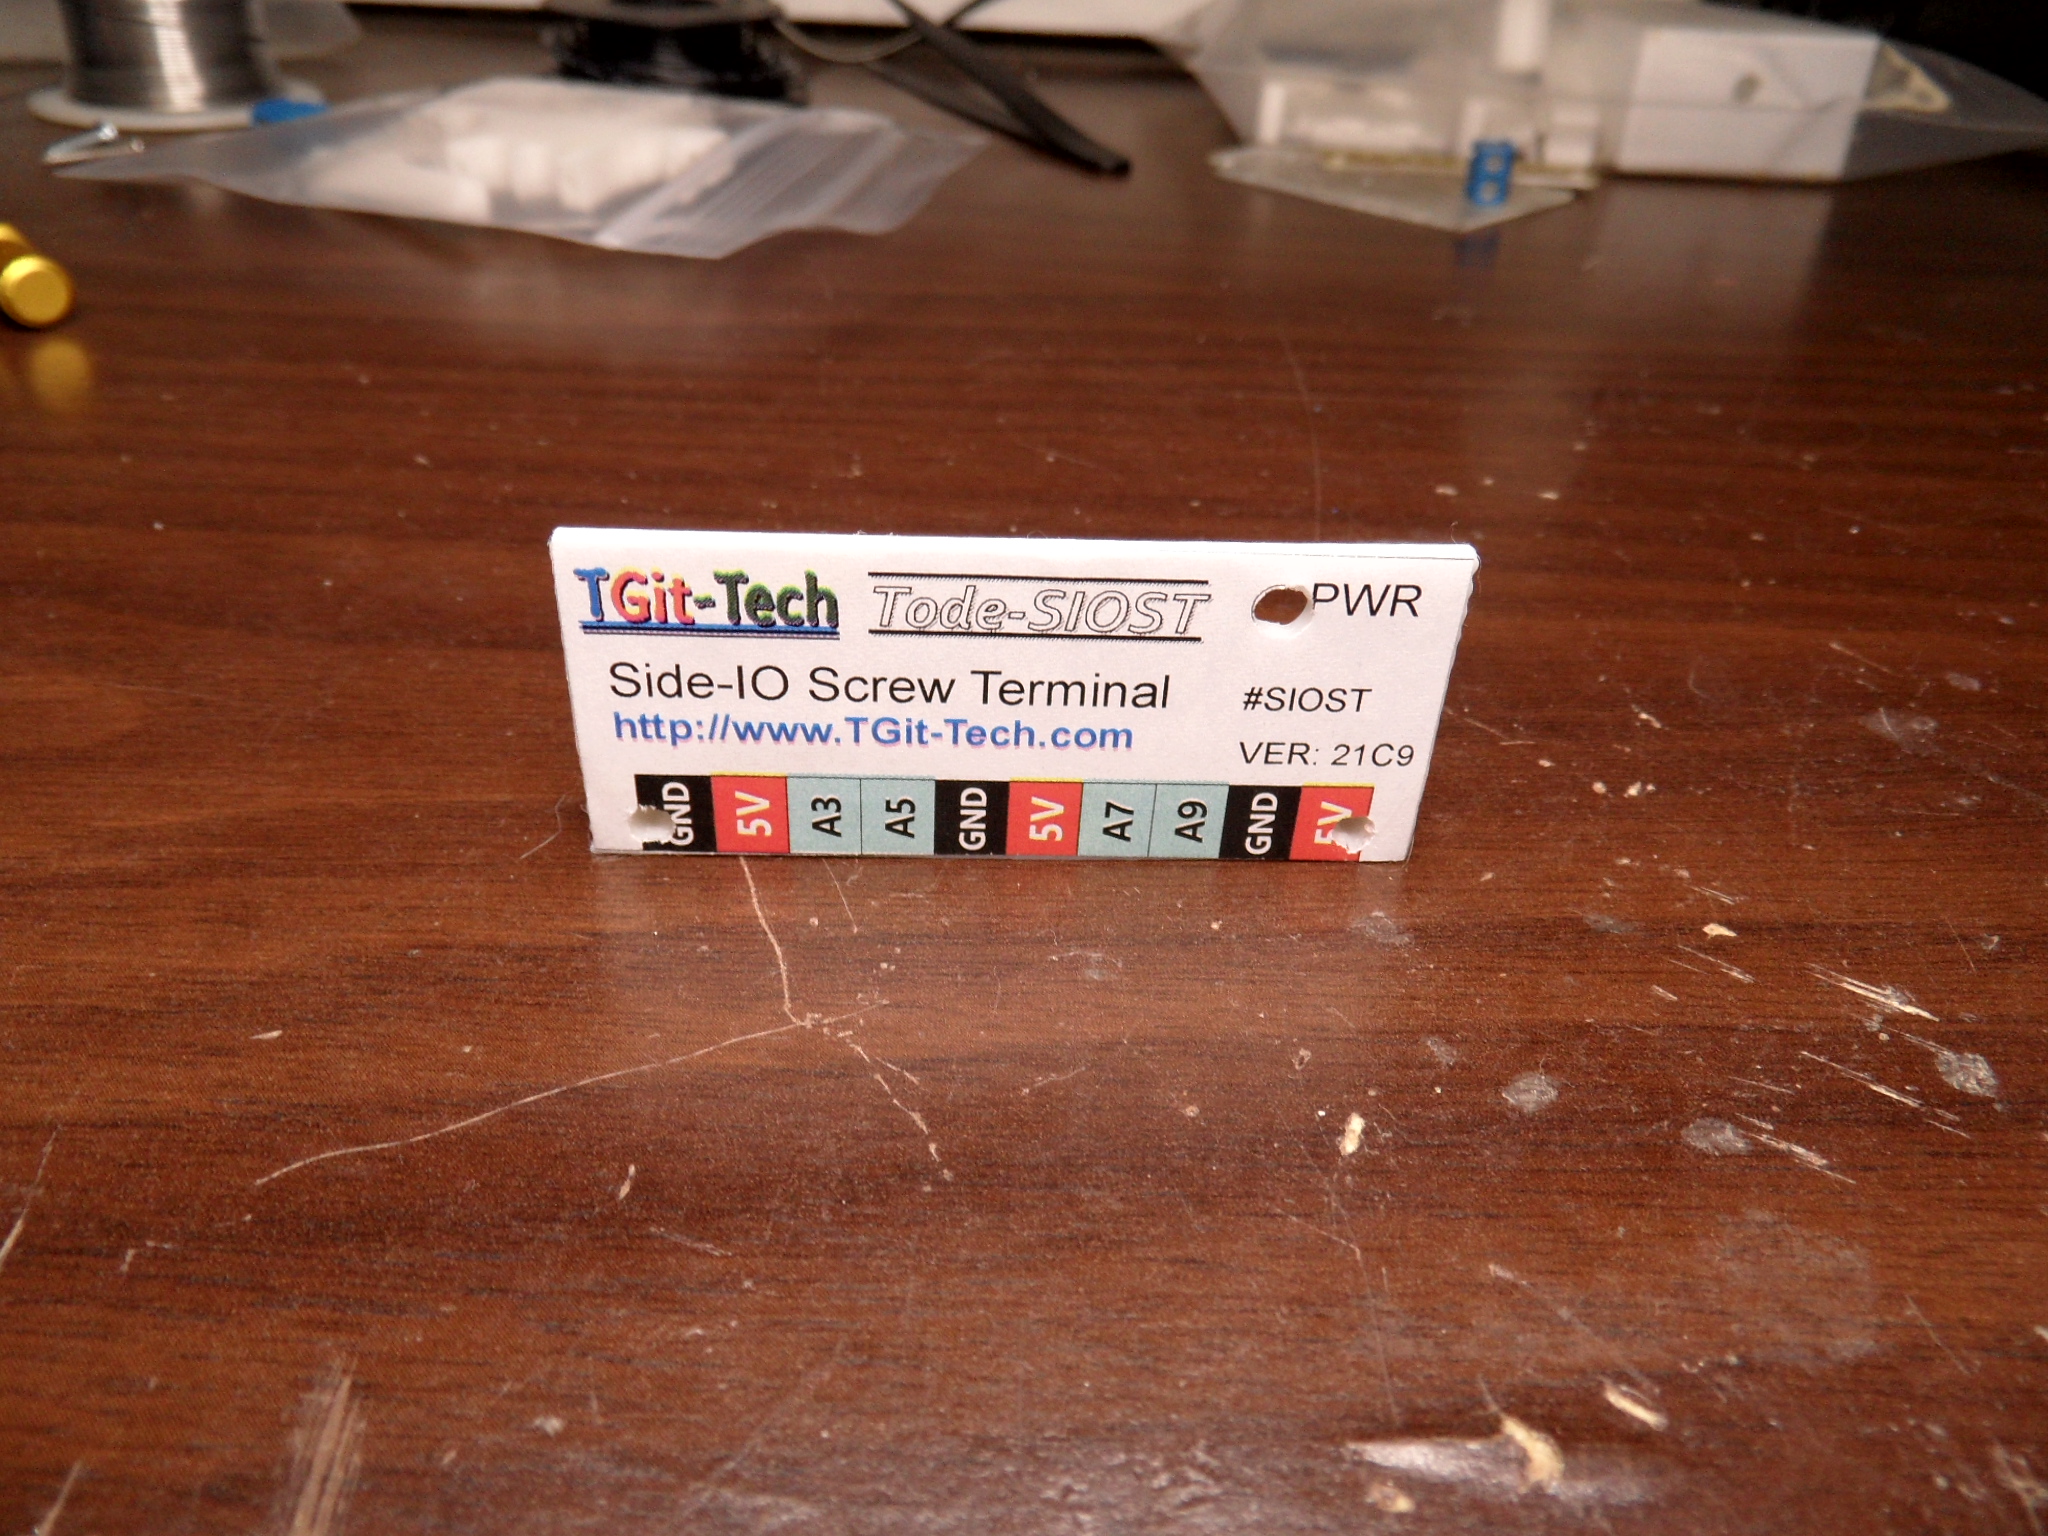 TGit-Tech Tode-SIOST PWR
Side-IO Screw Terminal #SIOST
http://www.TGit-Tech.com VER: 21C9
GND 5V A3 A5 GND 5V A7 A9 GND 5V